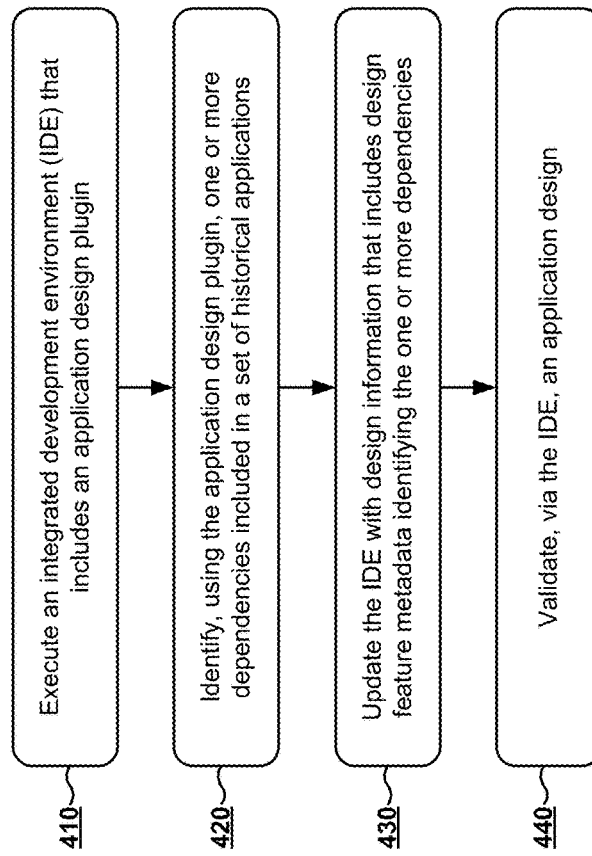 410
Execute an integrated development environment (IDE) that
includes an application design plugin
420
Identify, using the application design plugin, one or more
dependencies included in a set of historical applications
430
Update the IDE with design information that includes design
feature metadata identifying the one or more dependencies
440
Validate, via the IDE, an application design